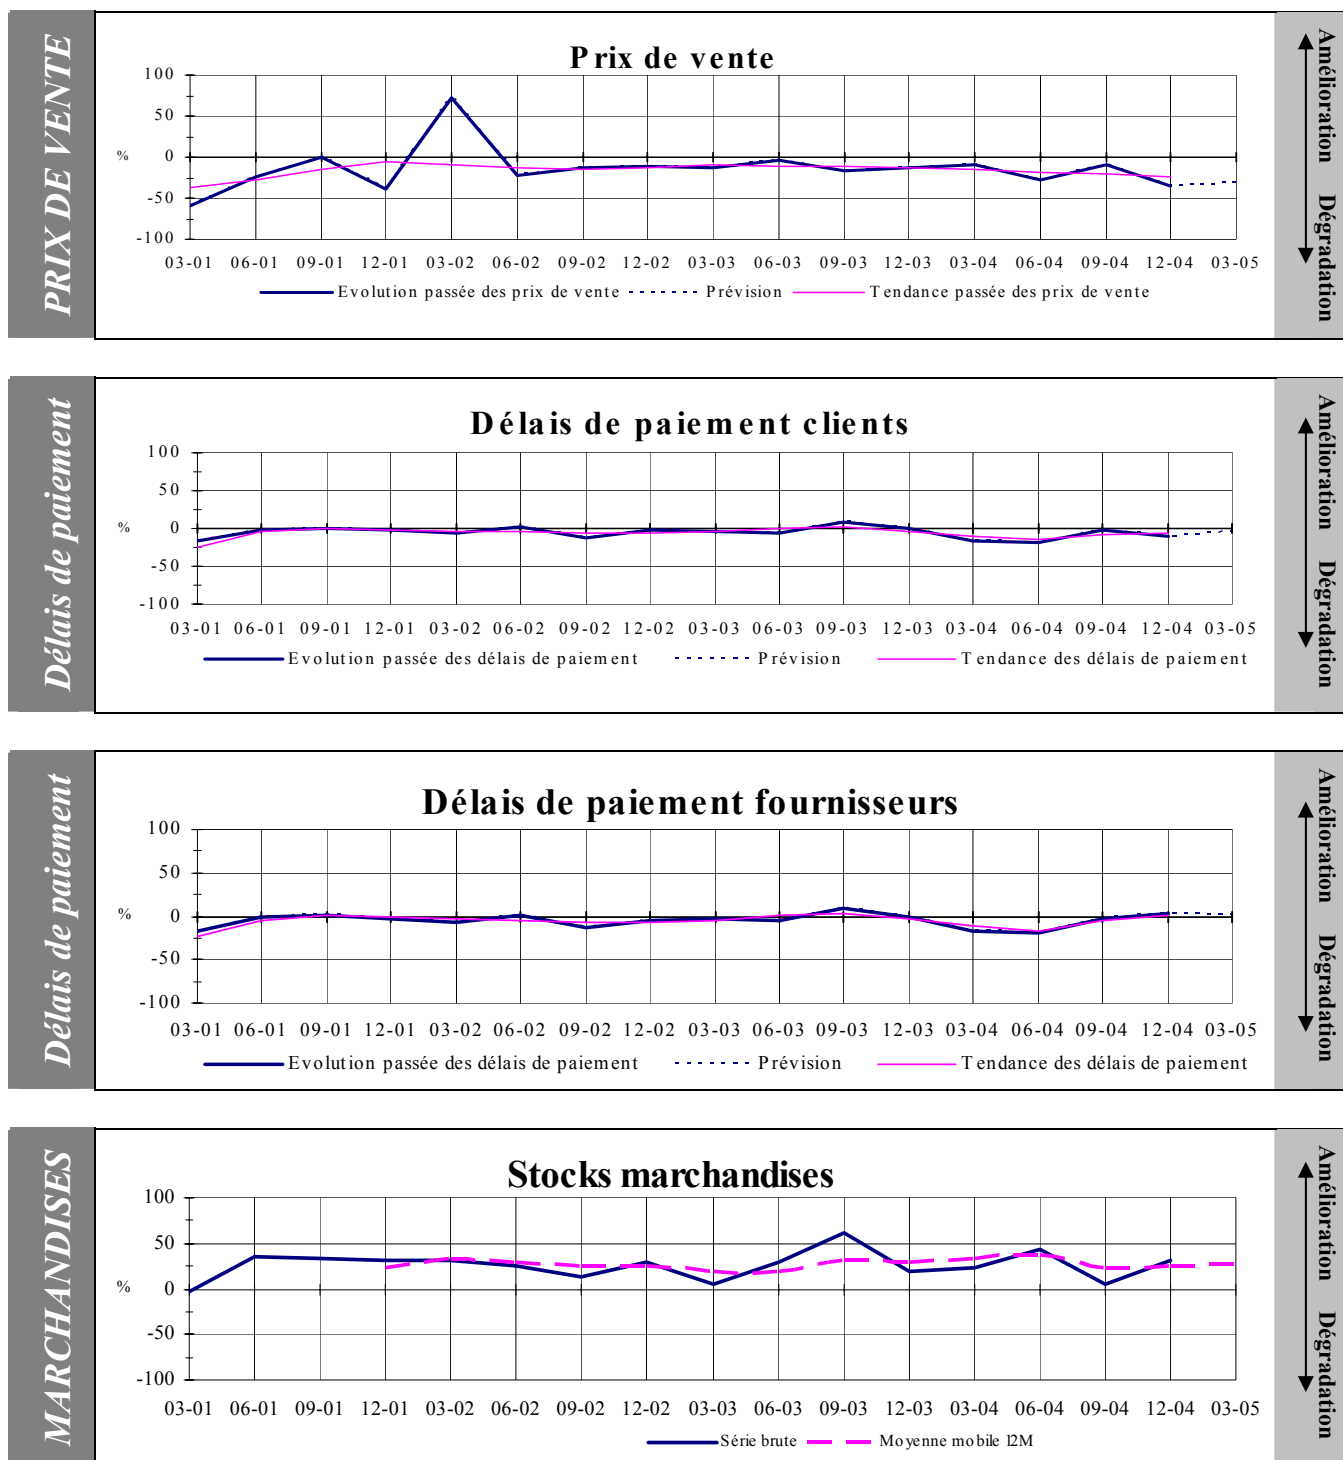 PRIX DE VENTE
Prix de vente
100
50
0
-50
-100
%
03-01 06-01 09-01 12-01 03-02 06-02 09-02 12-02 03-03 06-03 09-03 12-03 03-04 06-04 09-04 12-04 03-05
Evolution passée des prix de vente Prévision Tendance passée des prix de vente
Amélioration
Dégradation
Délais de paiement
Délais de paiement clients
100
50
0
-50
-100
%
03-01 06-01 09-01 12-01 03-02 06-02 09-02 12-02 03-03 06-03 09-03 12-03 03-04 06-04 09-04 12-04 03-05
Evolution passée des délais de paiement Prévision Tendance des délais de paiement
Amélioration
Dégradation
Délais de paiement
Délais de paiement fournisseurs
100
50
0
-50
-100
%
03-01 06-01 09-01 12-01 03-02 06-02 09-02 12-02 03-03 06-03 09-03 12-03 03-04 06-04 09-04 12-04 03-05
Evolution passée des délais de paiement Prévision Tendance des délais de paiement
Amélioration
Dégradation
MARCHANDISES
Stocks marchandises
100
50
0
-50
-100
%
03-01 06-01 09-01 12-01 03-02 06-02 09-02 12-02 03-03 06-03 09-03 12-03 03-04 06-04 09-04 12-04 03-05
Série brute Moyenne mobile 12M
Amélioration
Dégradation